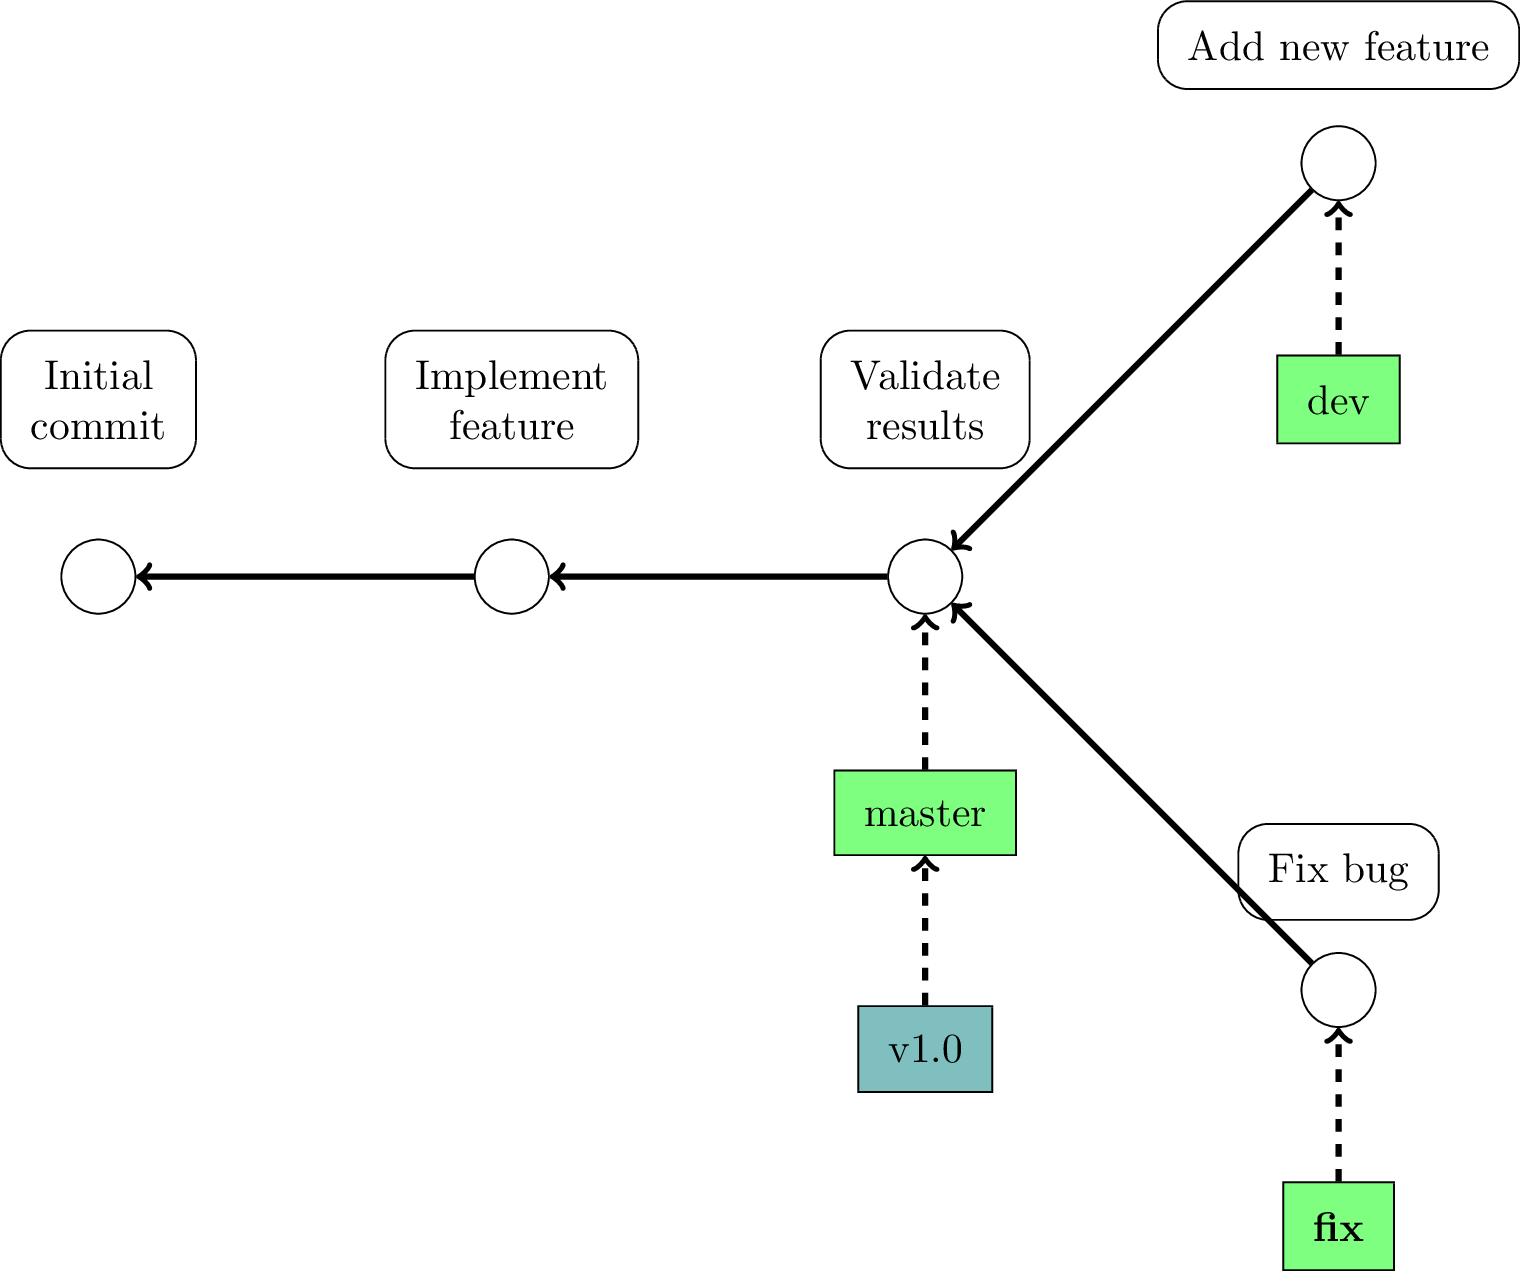 Add new feature
Initial
commit
Implement
feature
Validate
results
dev
master
Fix bug
v1.0
fix